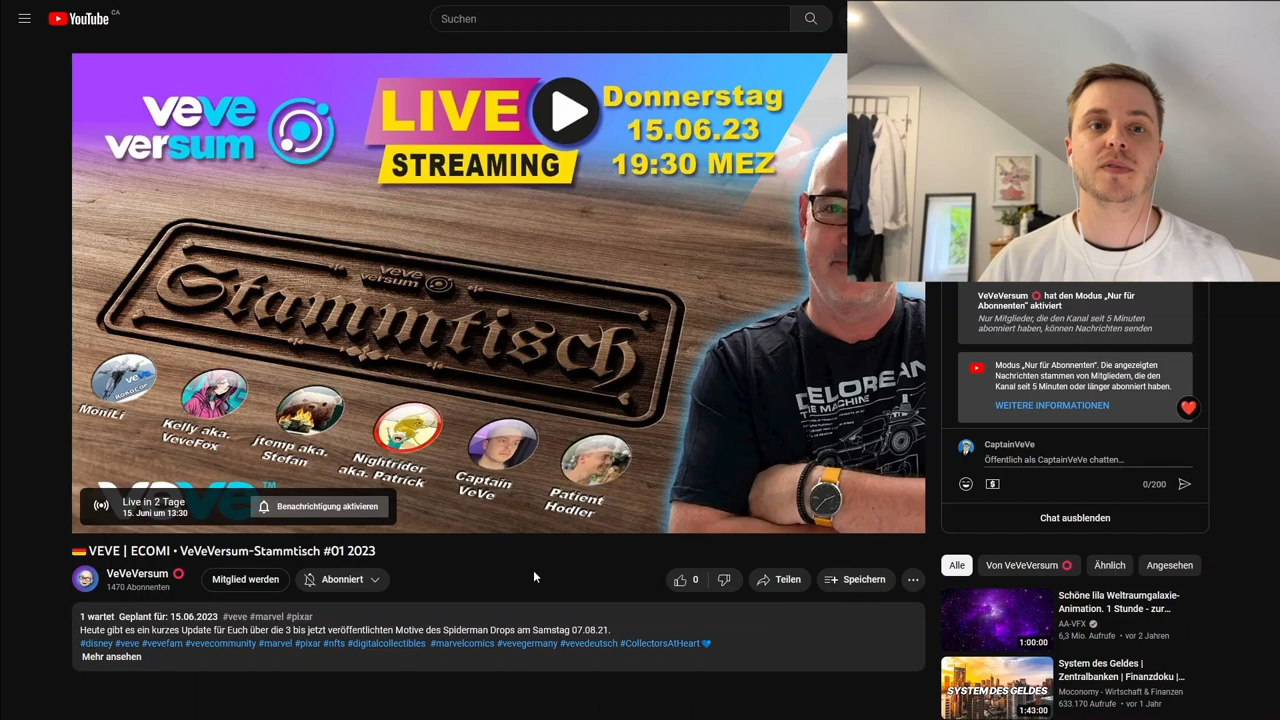 YouTube CA
Suchen
veve
versum
LIVE
STREAMING
Donnerstag
15.06.23
19:30 MEZ
veve
versum
Stammtisch
DELOREAN
MoniLi
Kelly aka.
VeveFox
jtemp aka.
Stefan
Nightrider
aka. Patrick
Captain
VeVe
Patient
Hodler
Live in 2 Tage
15. Juni um 13:30
Benachrichtigung aktivieren
VEVE | ECOMI • VeVeVersum-Stammtisch #01 2023
VeVeVersum
1470 Abonnenten
Mitglied werden
Abonniert
0
Teilen
Speichern
1 wartet Geplant für: 15.06.2023 #veve #marvel #pixar
Heute gibt es ein kurzes Update für Euch über die 3 bis jetzt veröffentlichten Motive des Spiderman Drops am Samstag 07.08.21.
#disney #veve #vevefam #vevecommunity #marvel #pixar #nfts #digitalcollectibles #marvelcomics #vevegermany #vevedeutsch #CollectorsAtHeart
Mehr ansehen
VeVeVersum hat den Modus „Nur für
Abonnenten“ aktiviert
Nur Mitglieder, die den Kanal seit 5 Minuten
abonniert haben, können Nachrichten senden
Modus „Nur für Abonnenten“. Die angezeigten
Nachrichten stammen von Mitgliedern, die den
Kanal seit 5 Minuten oder länger abonniert haben.
WEITERE INFORMATIONEN
CaptainVeVe
Öffentlich als CaptainVeVe chatten…
0/200
Chat ausblenden
Alle
Von VeVeVersum
Ähnlich
Angesehen
Schöne lila Weltraumgalaxie-
Animation. 1 Stunde - zur…
AA-VFX
6,3 Mio. Aufrufe • vor 2 Jahren
1:00:00
System des Geldes |
Zentralbanken | Finanzdoku |…
Moconomy - Wirtschaft & Finanzen
633.170 Aufrufe • vor 1 Jahr
SYSTEM DES GELDES
1:43:00